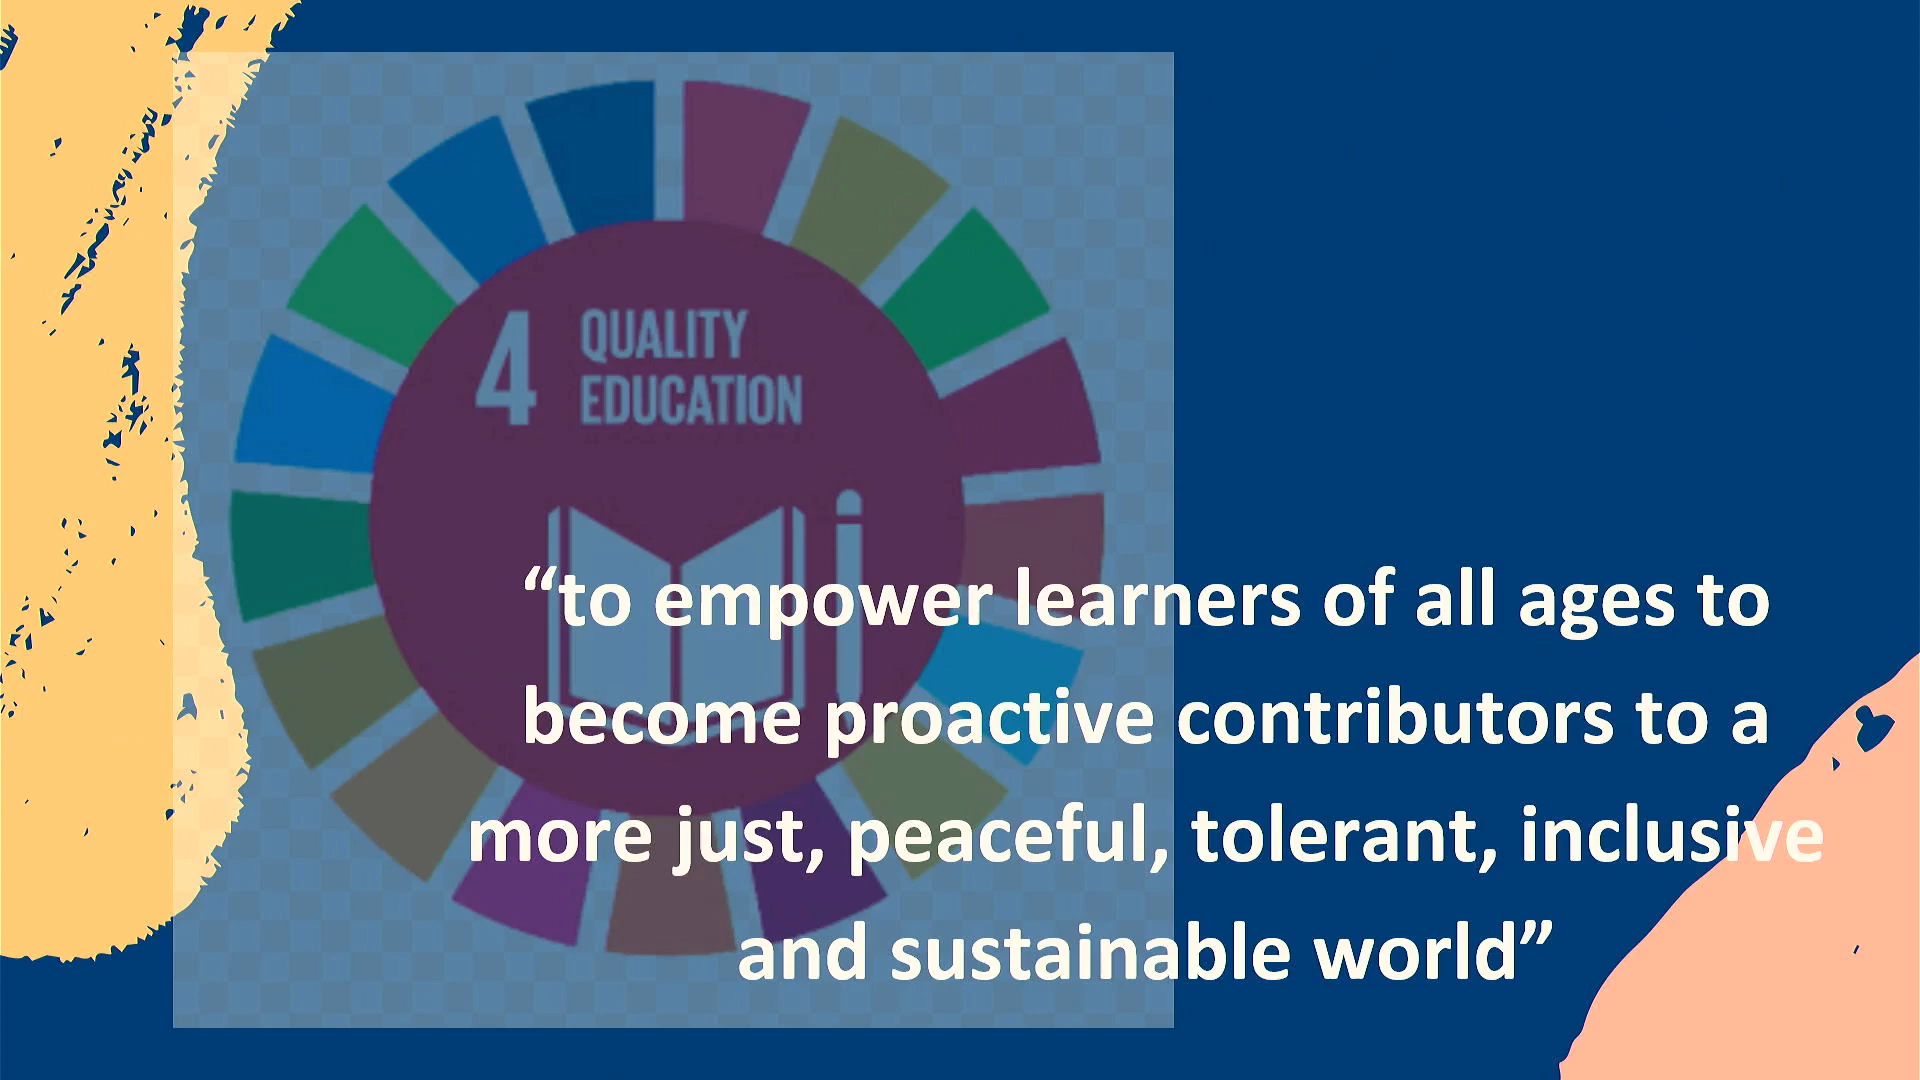 4 QUALITY
EDUCATION
“to empower learners of all ages to
become proactive contributors to a
more just, peaceful, tolerant, inclusive
and sustainable world”